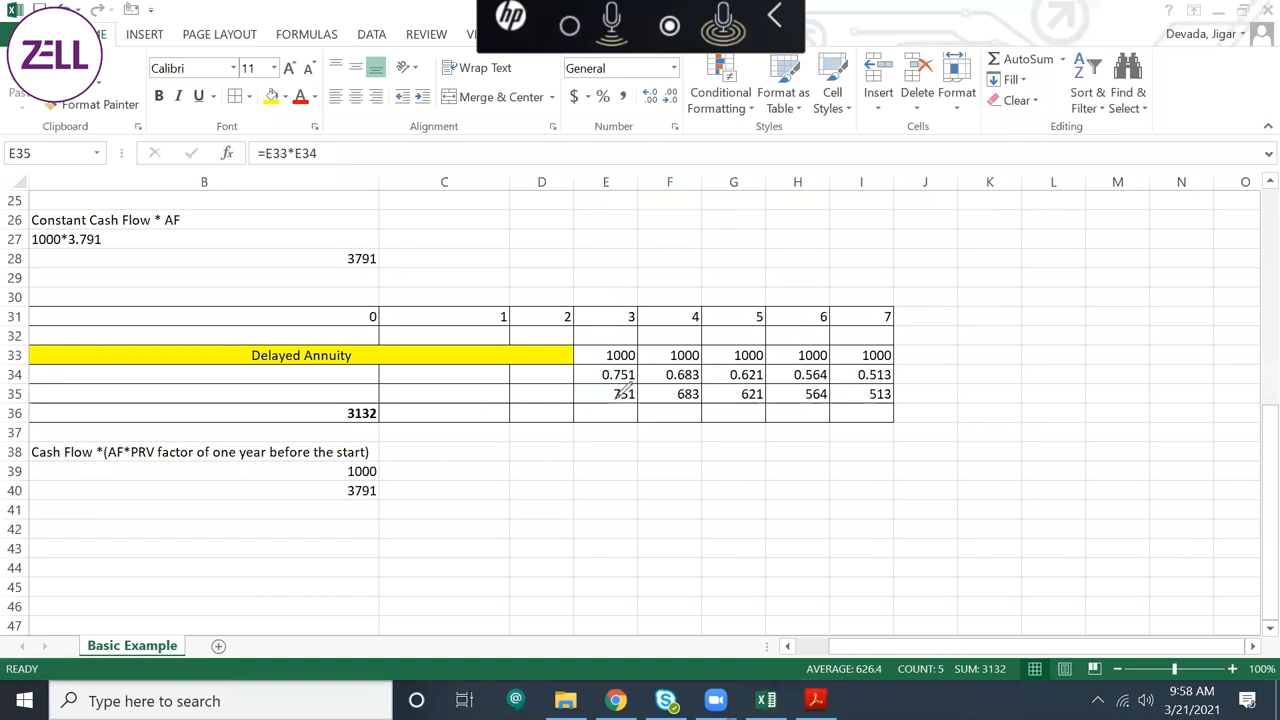 hp
Devada, Jigar
ZELL
INSERT PAGE LAYOUT FORMULAS DATA REVIEW
Format Painter
Calibri 11
B I U
Wrap Text
Merge & Center
General
$ % ,
Conditional Formatting
Format as Table
Cell Styles
Insert Delete Format
AutoSum
Fill
Clear
Sort & Filter
Find & Select
Clipboard Font Alignment Number Styles Cells Editing
E35 fx =E33*E34
B C D E F G H I J K L M N O
25
26 Constant Cash Flow * AF
27 1000*3.791
28 3791
29
30
31 0 1 2 3 4 5 6 7
32
33 Delayed Annuity 1000 1000 1000 1000 1000
34 0.751 0.683 0.621 0.564 0.513
35 751 683 621 564 513
36 3132
37
38 Cash Flow *(AF*PRV factor of one year before the start)
39 1000
40 3791
41
42
43
44
45
46
47
Basic Example
READY AVERAGE: 626.4 COUNT: 5 SUM: 3132 100%
Type here to search
9:58 AM
3/21/2021